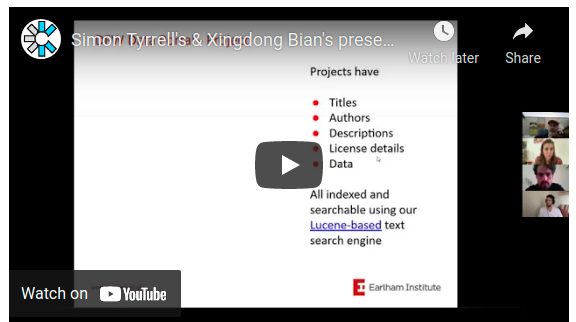 Simon Tyrrell's & Xingdong Bian's prese...
Watch later
Share
Projects have
Titles
Authors
Descriptions
License details
Data
All indexed and
searchable using our
Lucene-based text
search engine
Watch on YouTube
Earlham Institute